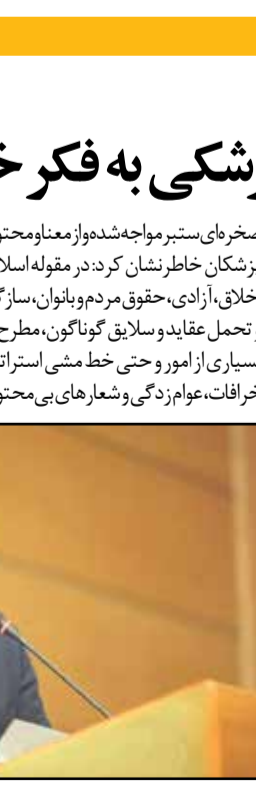 زشکی به فکر
صخره‌ای ستبر مواجه شده و از معنا و محتو
پزشکان خاطرنشان کرد: در مقوله اسلا
خلاق، آزادی، حقوق مردم و بانوان، ساز
و تحمل عقاید و سلایق گوناگون، مطرح
بسیاری از امور و حتی خط مشی استرات
خرافات، عوام‌زدگی و شعارهای بی‌محتو